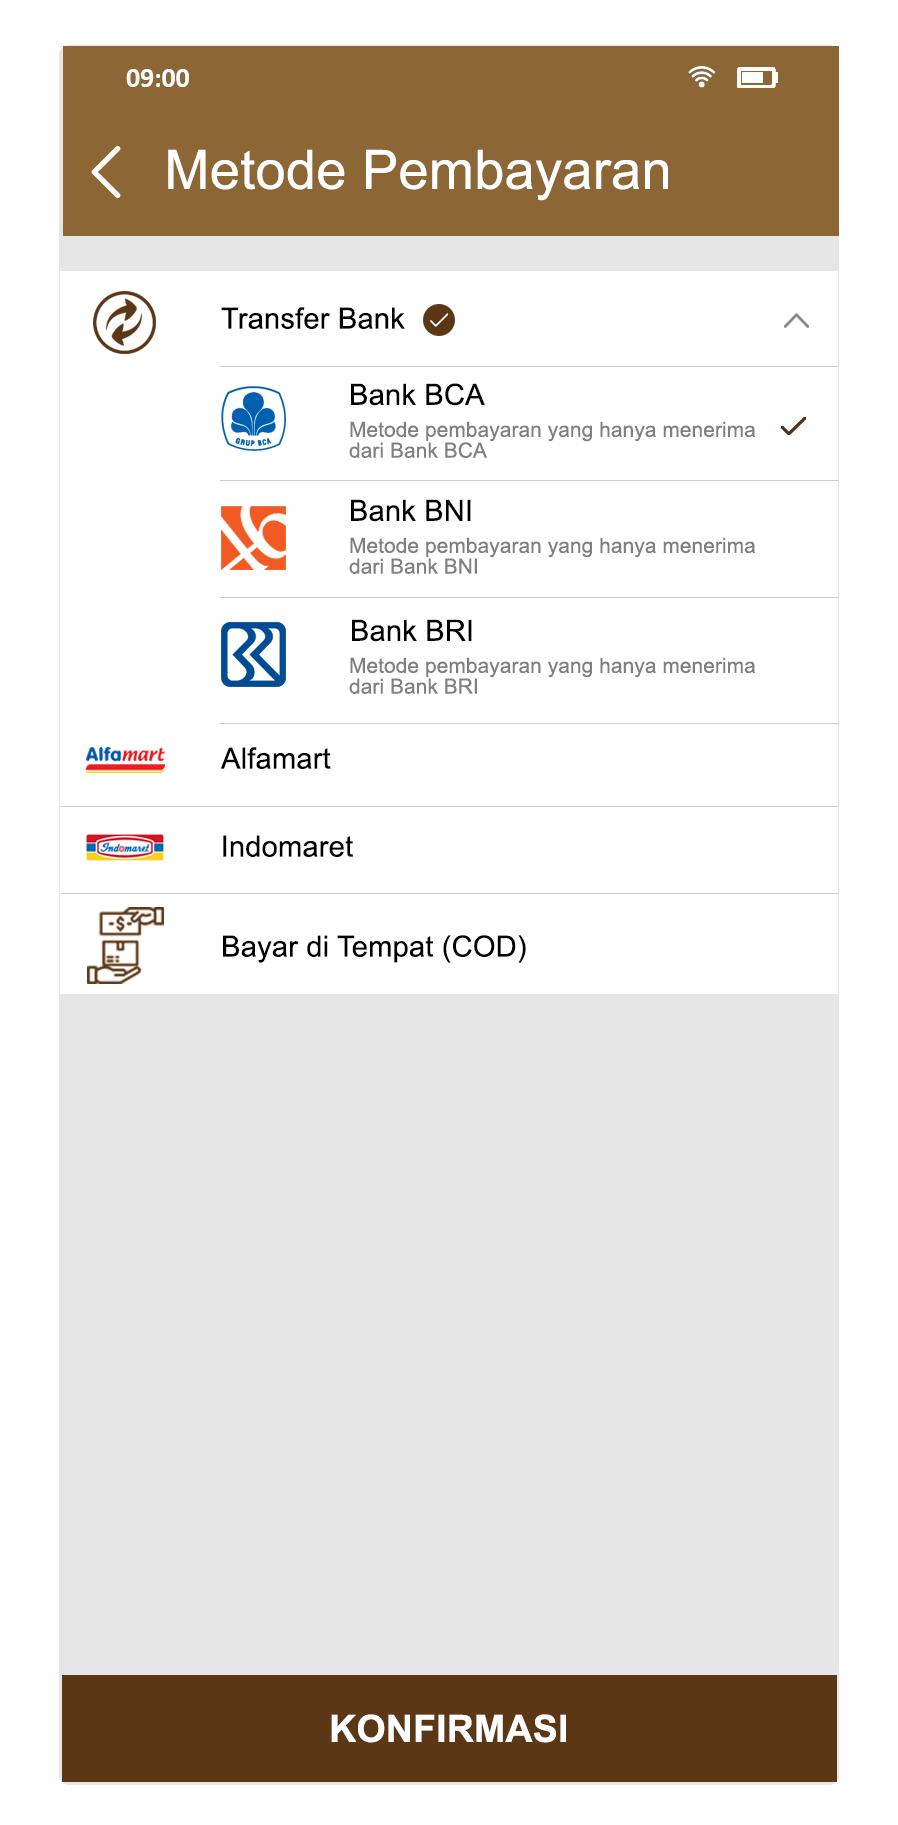 09:00
Metode Pembayaran
Transfer Bank
Bank BCA
Metode pembayaran yang hanya menerima
dari Bank BCA
GRUP BCA
Bank BNI
Metode pembayaran yang hanya menerima
dari Bank BNI
Bank BRI
Metode pembayaran yang hanya menerima
dari Bank BRI
Alfamart
Alfamart
Indomaret
Indomaret
-$-
Bayar di Tempat (COD)
KONFIRMASI